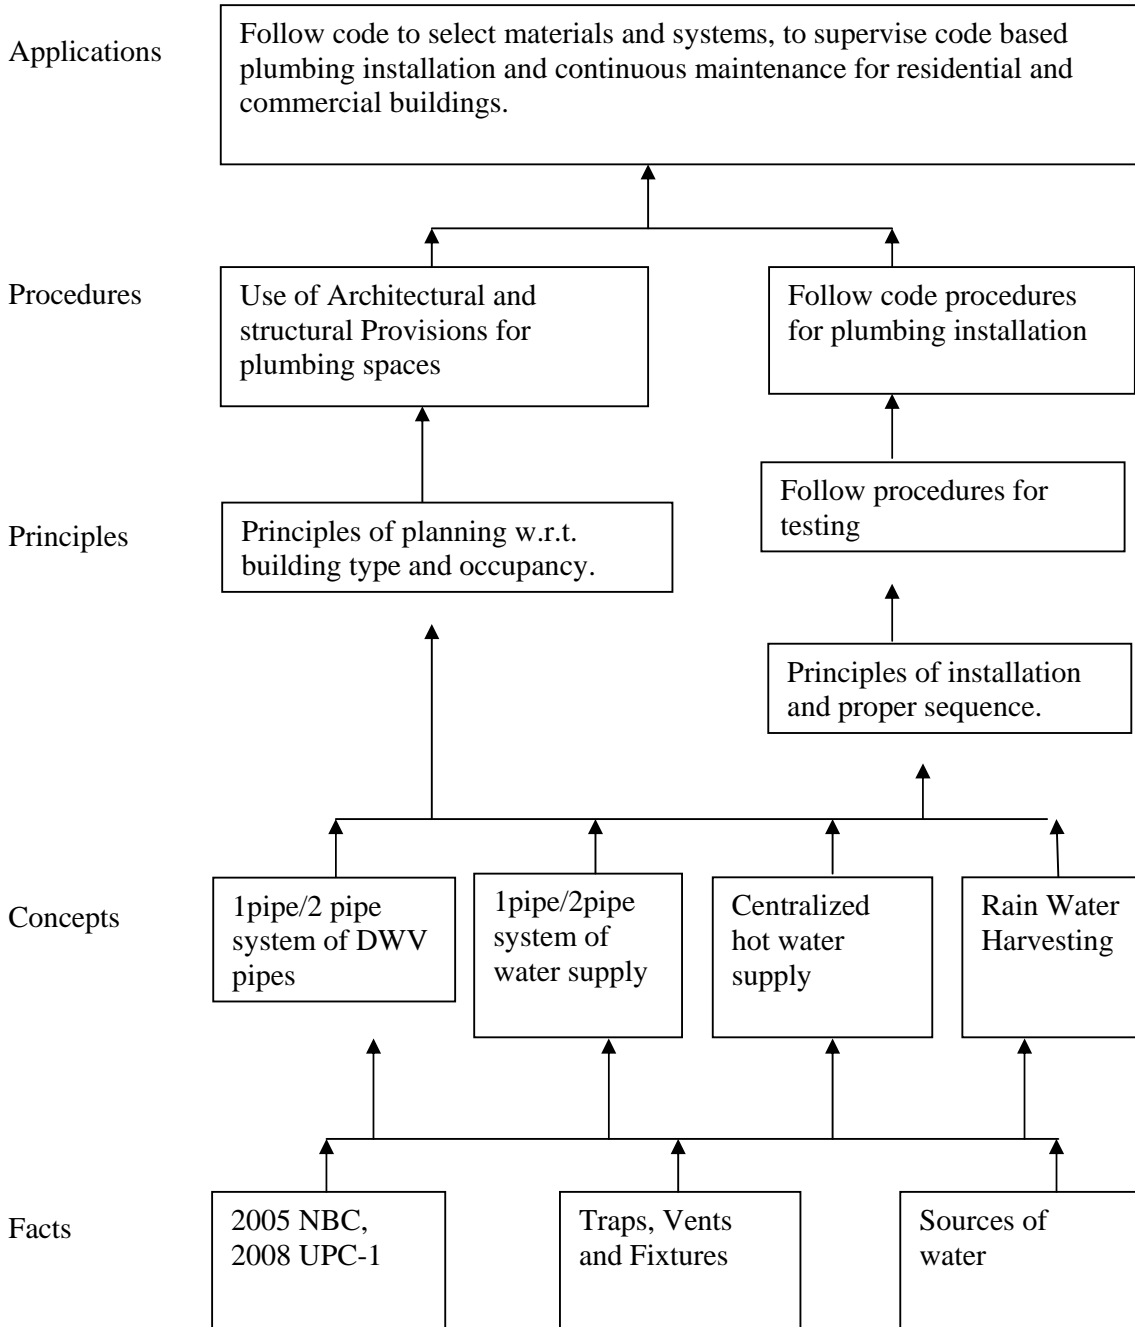 Applications
Follow code to select materials and systems, to supervise code based
plumbing installation and continuous maintenance for residential and
commercial buildings.
Procedures
Use of Architectural and
structural Provisions for
plumbing spaces
Follow code procedures
for plumbing installation
Principles
Principles of planning w.r.t.
building type and occupancy.
Follow procedures for
testing
Principles of installation
and proper sequence.
Concepts
1pipe/2 pipe
system of DWV
pipes
1pipe/2pipe
system of
water supply
Centralized
hot water
supply
Rain Water
Harvesting
Facts
2005 NBC,
2008 UPC-1
Traps, Vents
and Fixtures
Sources of
water